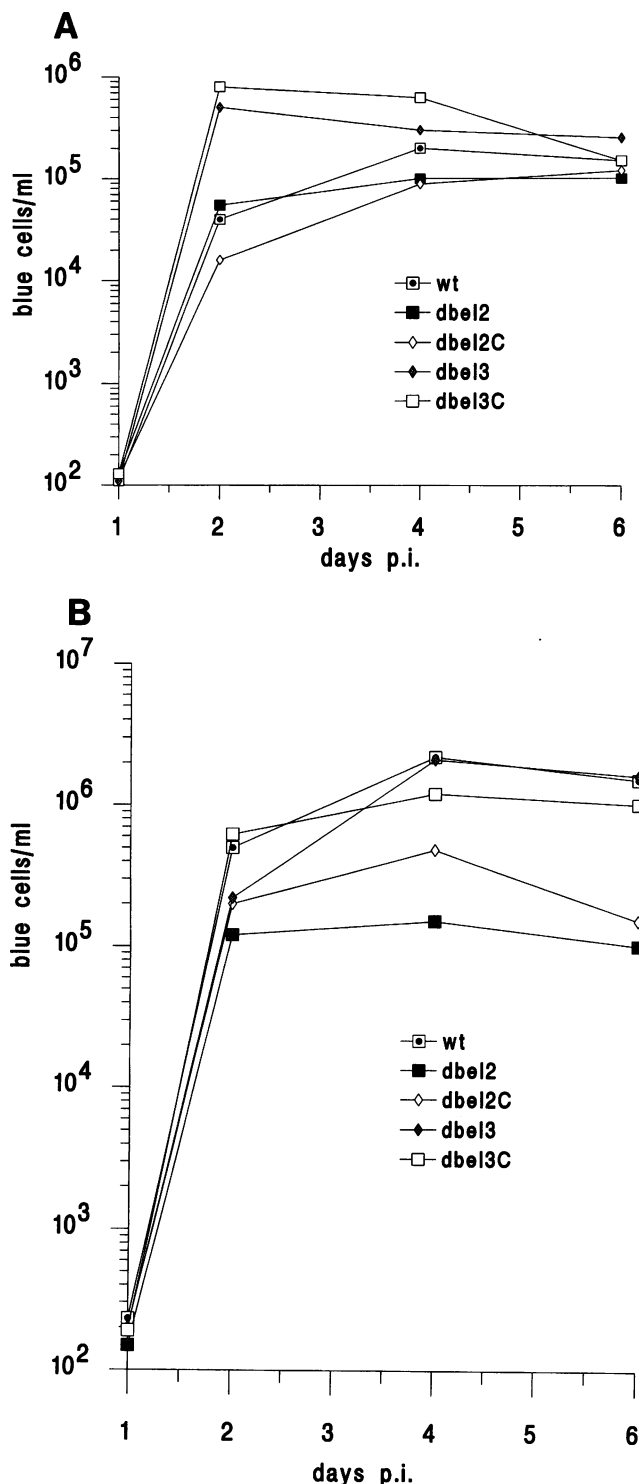 A
10^6
10^5
10^4
10^3
10^2
blue cells/ml
wt
dbel2
dbel2C
dbel3
dbel3C
1 2 3 4 5 6
days p.i.
B
10^7
10^6
10^5
10^4
10^3
10^2
blue cells/ml
wt
dbel2
dbel2C
dbel3
dbel3C
1 2 3 4 5 6
days p.i.